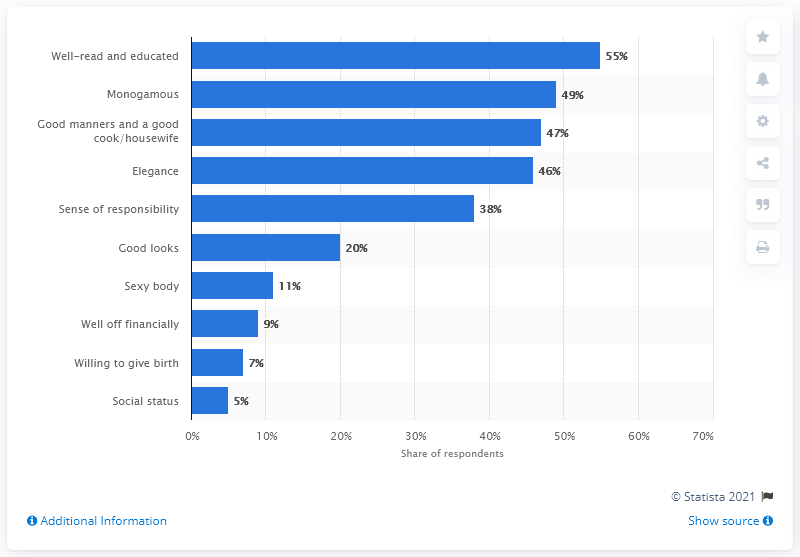 Well-read and educated 55%
Monogamous 49%
Good manners and a good
cook/housewife 47%
Elegance 46%
Sense of responsibility 38%
Good looks 20%
Sexy body 11%
Well off financially 9%
Willing to give birth 7%
Social status 5%
0% 10% 20% 30% 40% 50% 60% 70%
Share of respondents
© Statista 2021
Additional Information Show source